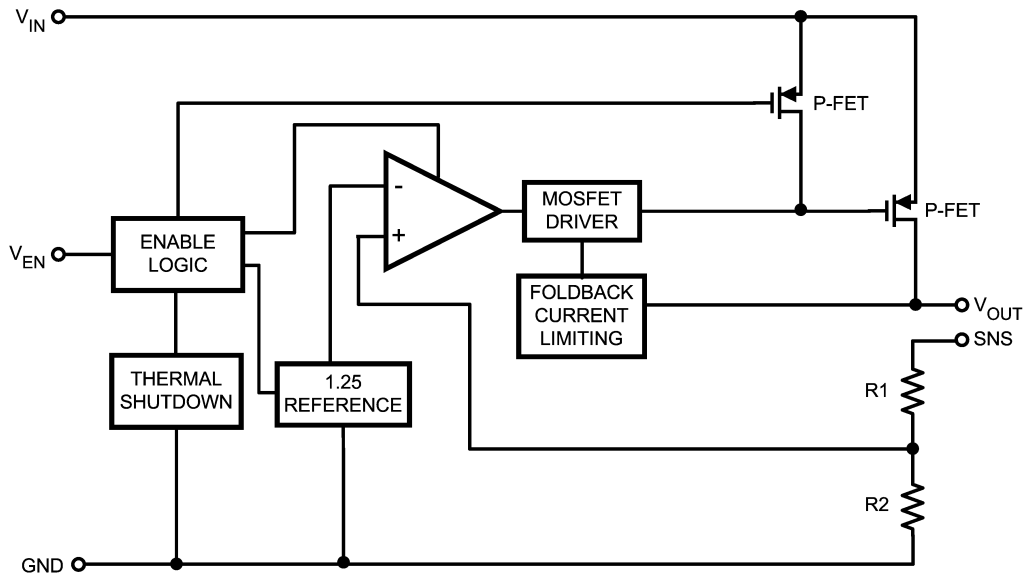 VIN
P-FET
MOSFET
DRIVER
P-FET
-
+
ENABLE
LOGIC
VEN
FOLDBACK
CURRENT
LIMITING
VOUT
SNS
THERMAL
SHUTDOWN
1.25
REFERENCE
R1
R2
GND